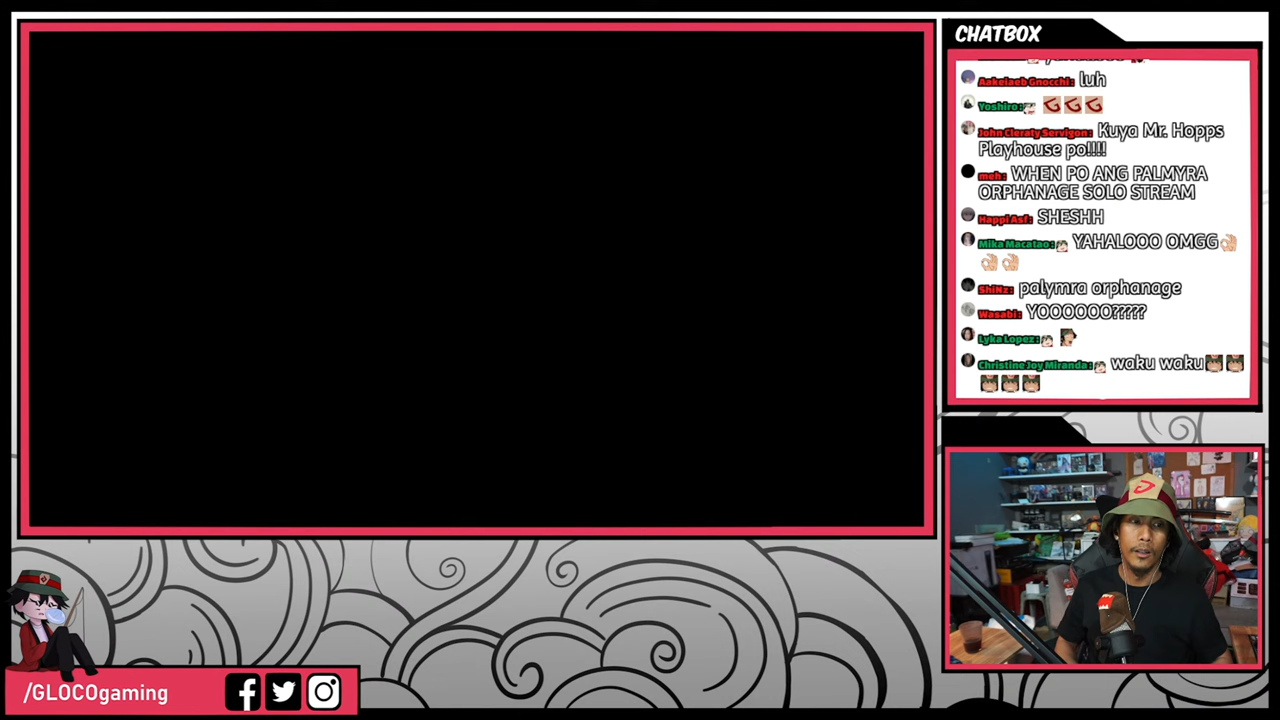 CHATBOX
Aakeiaeb Gnocchi: luh
Yoshiro:
John Cleraty Servigon: Kuya Mr. Hopps
Playhouse po!!!!
meh: WHEN PO ANG PALMYRA
ORPHANAGE SOLO STREAM
Happi Asf: SHESHH
Mika Macatao: YAHALOOO OMGG👌
👌👌
ShiNz: palymra orphanage
Wasabi: YOOOOOO?????
Lyka Lopez:
Christine Joy Miranda: waku waku
/GLOCOgaming